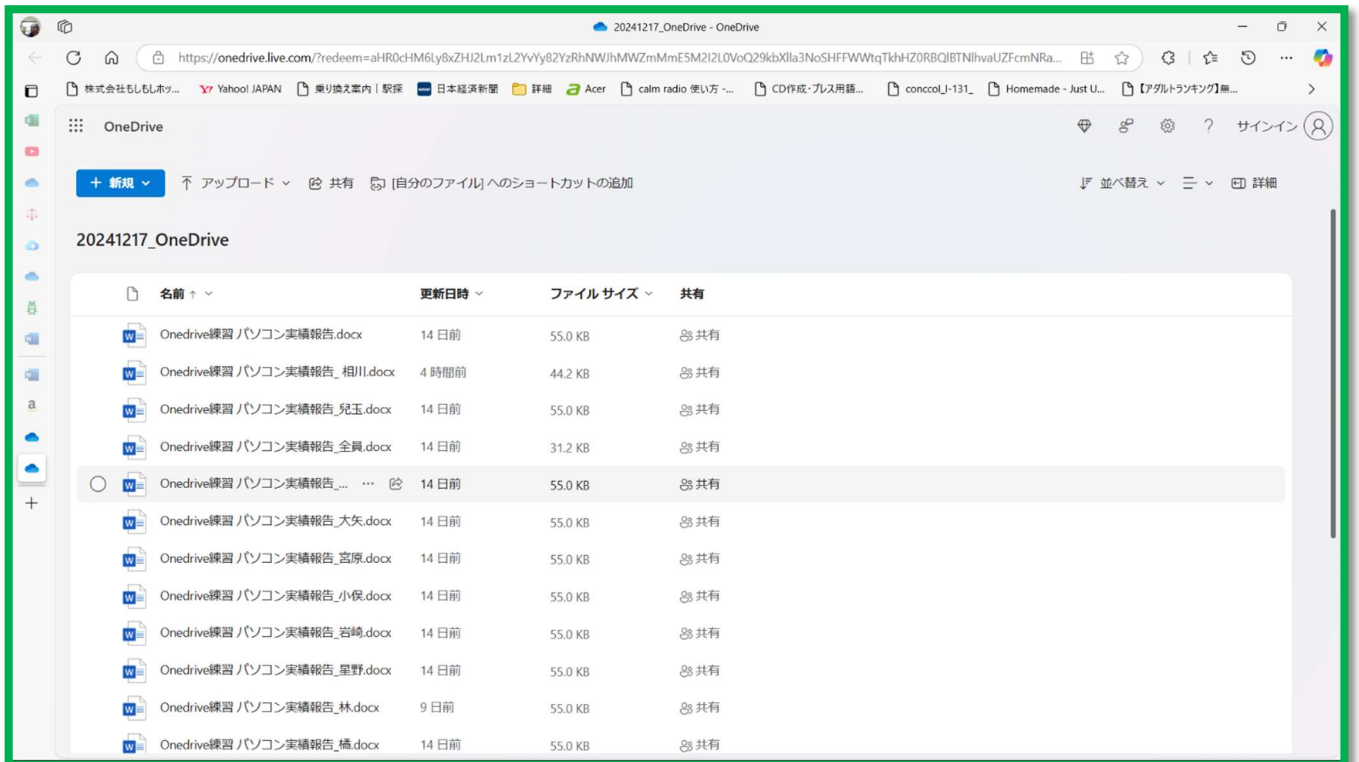 20241217_OneDrive - OneDrive
https://onedrive.live.com/?redeem=
株式会社もしもしホッ... Yahoo! JAPAN 乗り換え案内 | 駅探 日本経済新聞 詳細 Acer calm radio 使い方 -... CD作成・プレス用語... conccol_I-131_ Homemade - Just U... 【アダルトランキング】無...
OneDrive サインイン
+ 新規 アップロード 共有 [自分のファイル] へのショートカットの追加 並べ替え 詳細
20241217_OneDrive
名前 ↑ 更新日時 ファイル サイズ 共有
Onedrive練習 パソコン実績報告.docx 14 日前 55.0 KB 共有
Onedrive練習 パソコン実績報告_ 相川.docx 4 時間前 44.2 KB 共有
Onedrive練習 パソコン実績報告_兒玉.docx 14 日前 55.0 KB 共有
Onedrive練習 パソコン実績報告_全員.docx 14 日前 31.2 KB 共有
Onedrive練習 パソコン実績報告_... ··· 14 日前 55.0 KB 共有
Onedrive練習 パソコン実績報告_大矢.docx 14 日前 55.0 KB 共有
Onedrive練習 パソコン実績報告_宮原.docx 14 日前 55.0 KB 共有
Onedrive練習 パソコン実績報告_小俣.docx 14 日前 55.0 KB 共有
Onedrive練習 パソコン実績報告_岩崎.docx 14 日前 55.0 KB 共有
Onedrive練習 パソコン実績報告_星野.docx 14 日前 55.0 KB 共有
Onedrive練習 パソコン実績報告_林.docx 9 日前 55.0 KB 共有
Onedrive練習 パソコン実績報告_橘.docx 14 日前 55.0 KB 共有